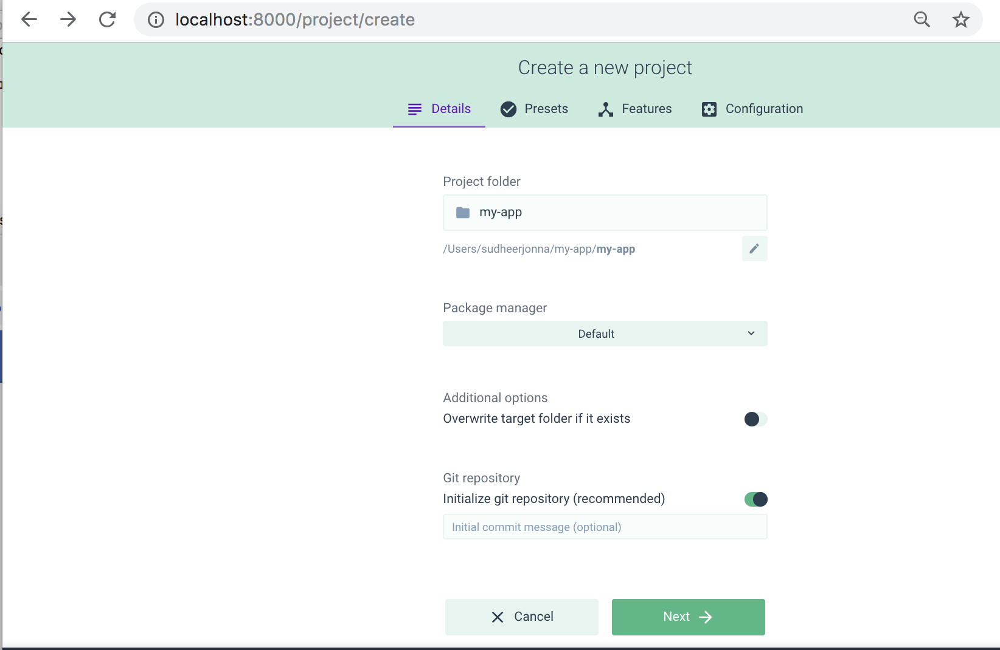 localhost:8000/project/create
Create a new project
Details Presets Features Configuration
Project folder
my-app
/Users/sudheerjonna/my-app/my-app
Package manager
Default
Additional options
Overwrite target folder if it exists
Git repository
Initialize git repository (recommended)
Initial commit message (optional)
Cancel Next